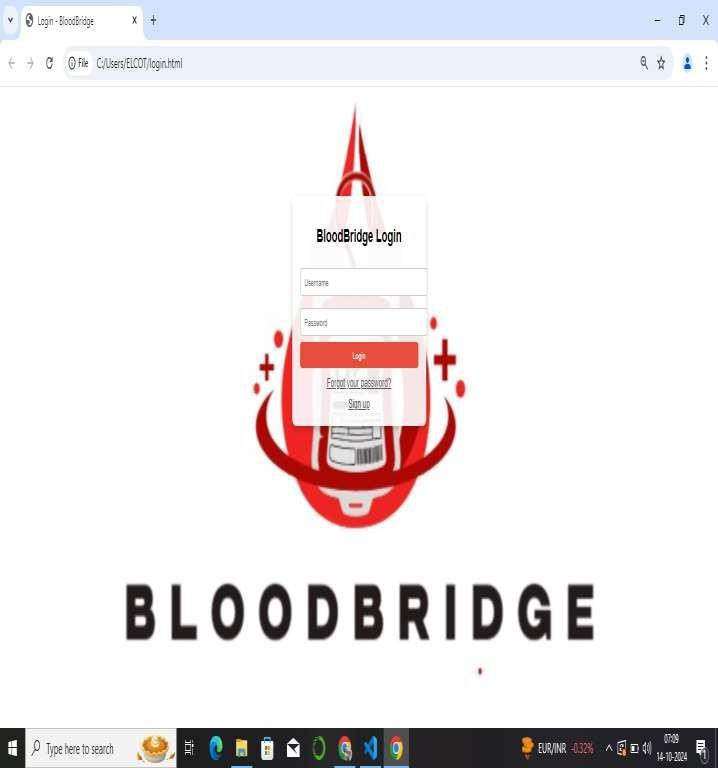 Login - BloodBridge
File C:/Users/ELCOT/login.html
BloodBridge Login
Username
Password
Login
Forgot your password?
Sign up
BLOODBRIDGE
Type here to search
EUR/INR -0.32%
07:09
14-10-2024
1